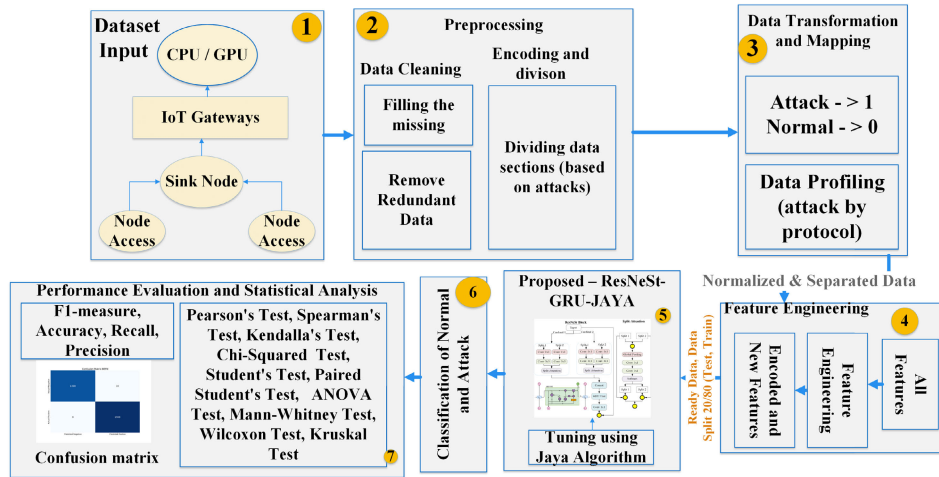 Dataset
Input
1
CPU / GPU
IoT Gateways
Sink Node
Node
Access
Node
Access
2
Preprocessing
Data Cleaning
Encoding and
divison
Filling the
missing
Remove
Redundant
Data
Dividing data
sections (based
on attacks)
Data Transformation
and Mapping
3
Attack - > 1
Normal - > 0
Data Profiling
(attack by
protocol)
Normalized & Separated Data
Feature Engineering
4
All
Features
Feature
Engineering
Encoded and
New Features
Ready Data, Data
Split 20/80 (Test, Train)
Proposed – ResNeSt-
GRU-JAYA
5
Tuning using
Jaya Algorithm
6
Classification of Normal
and Attack
Performance Evaluation and Statistical Analysis
F1-measure,
Accuracy, Recall,
Precision
Confusion matrix
Pearson's Test, Spearman's
Test, Kendalla's Test,
Chi-Squared Test,
Student's Test, Paired
Student's Test, ANOVA
Test, Mann-Whitney Test,
Wilcoxon Test, Kruskal
Test
7